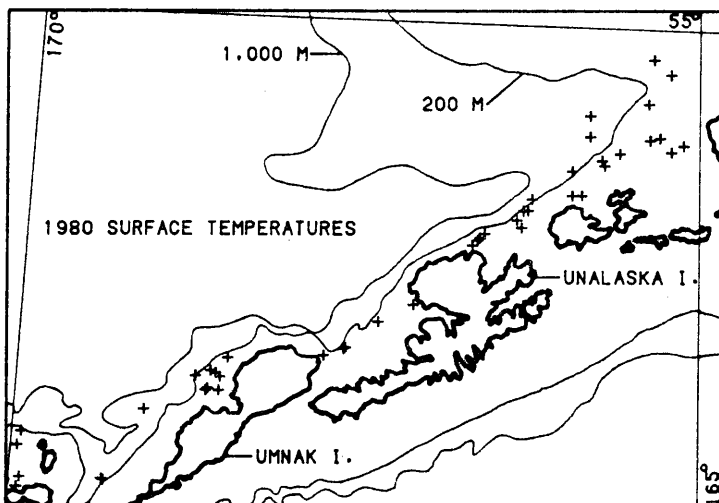 170°
55°
1.000 M
200 M
1980 SURFACE TEMPERATURES
UNALASKA I.
UMNAK I.
165°